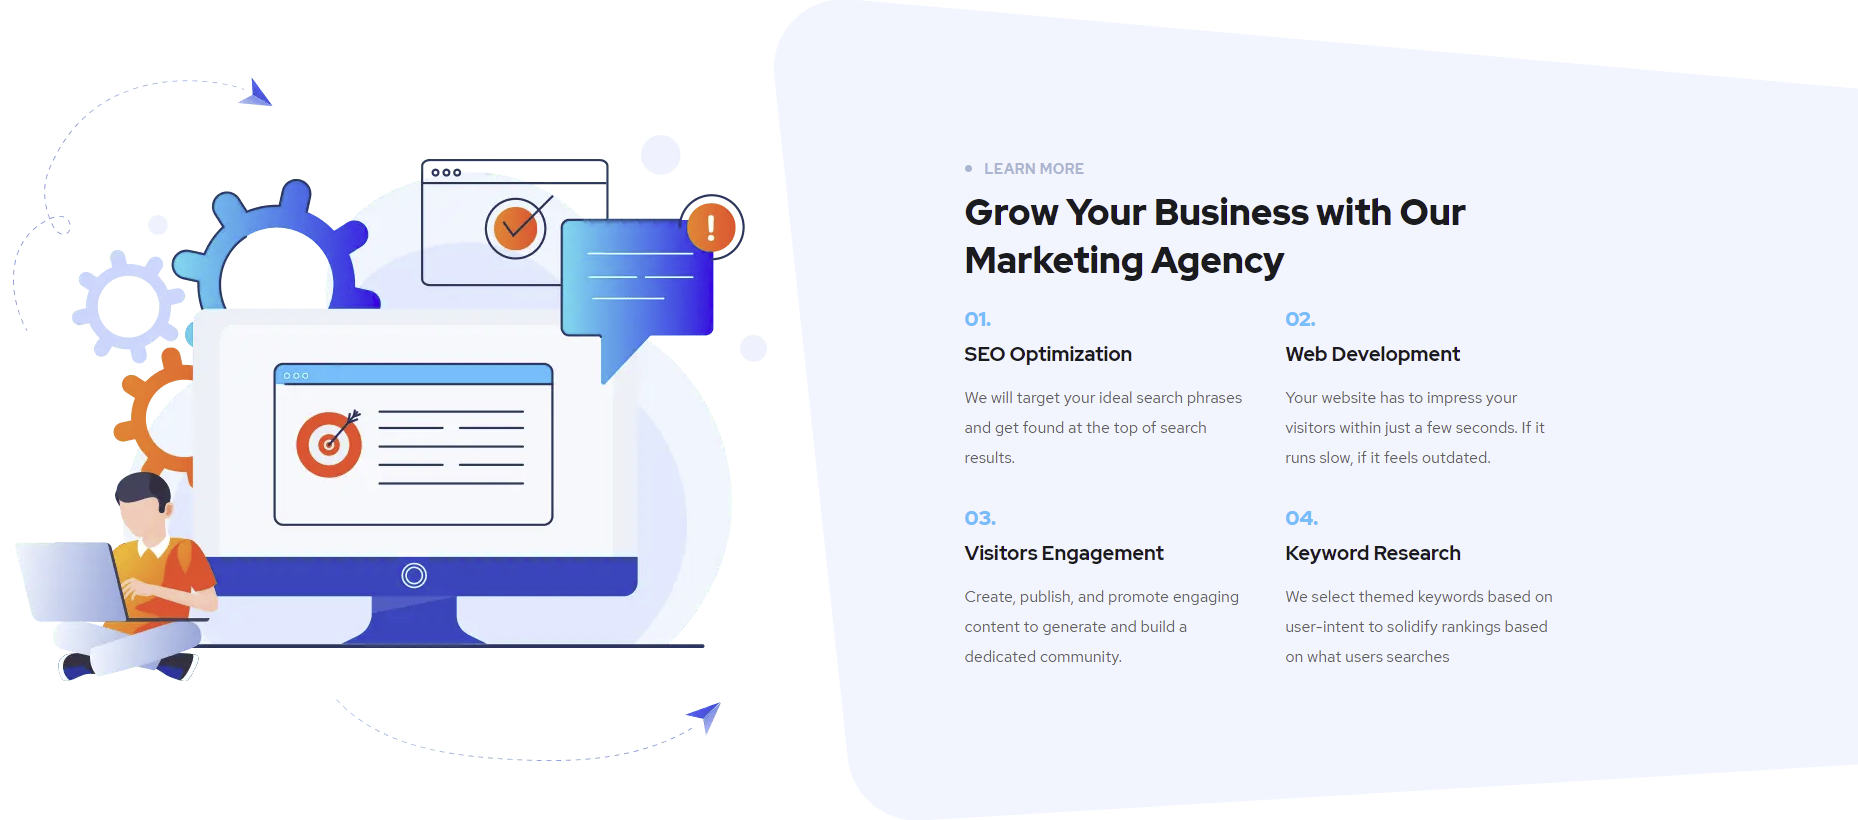 LEARN MORE
Grow Your Business with Our
Marketing Agency
01.
SEO Optimization
We will target your ideal search phrases
and get found at the top of search
results.
02.
Web Development
Your website has to impress your
visitors within just a few seconds. If it
runs slow, if it feels outdated.
03.
Visitors Engagement
Create, publish, and promote engaging
content to generate and build a
dedicated community.
04.
Keyword Research
We select themed keywords based on
user-intent to solidify rankings based
on what users searches